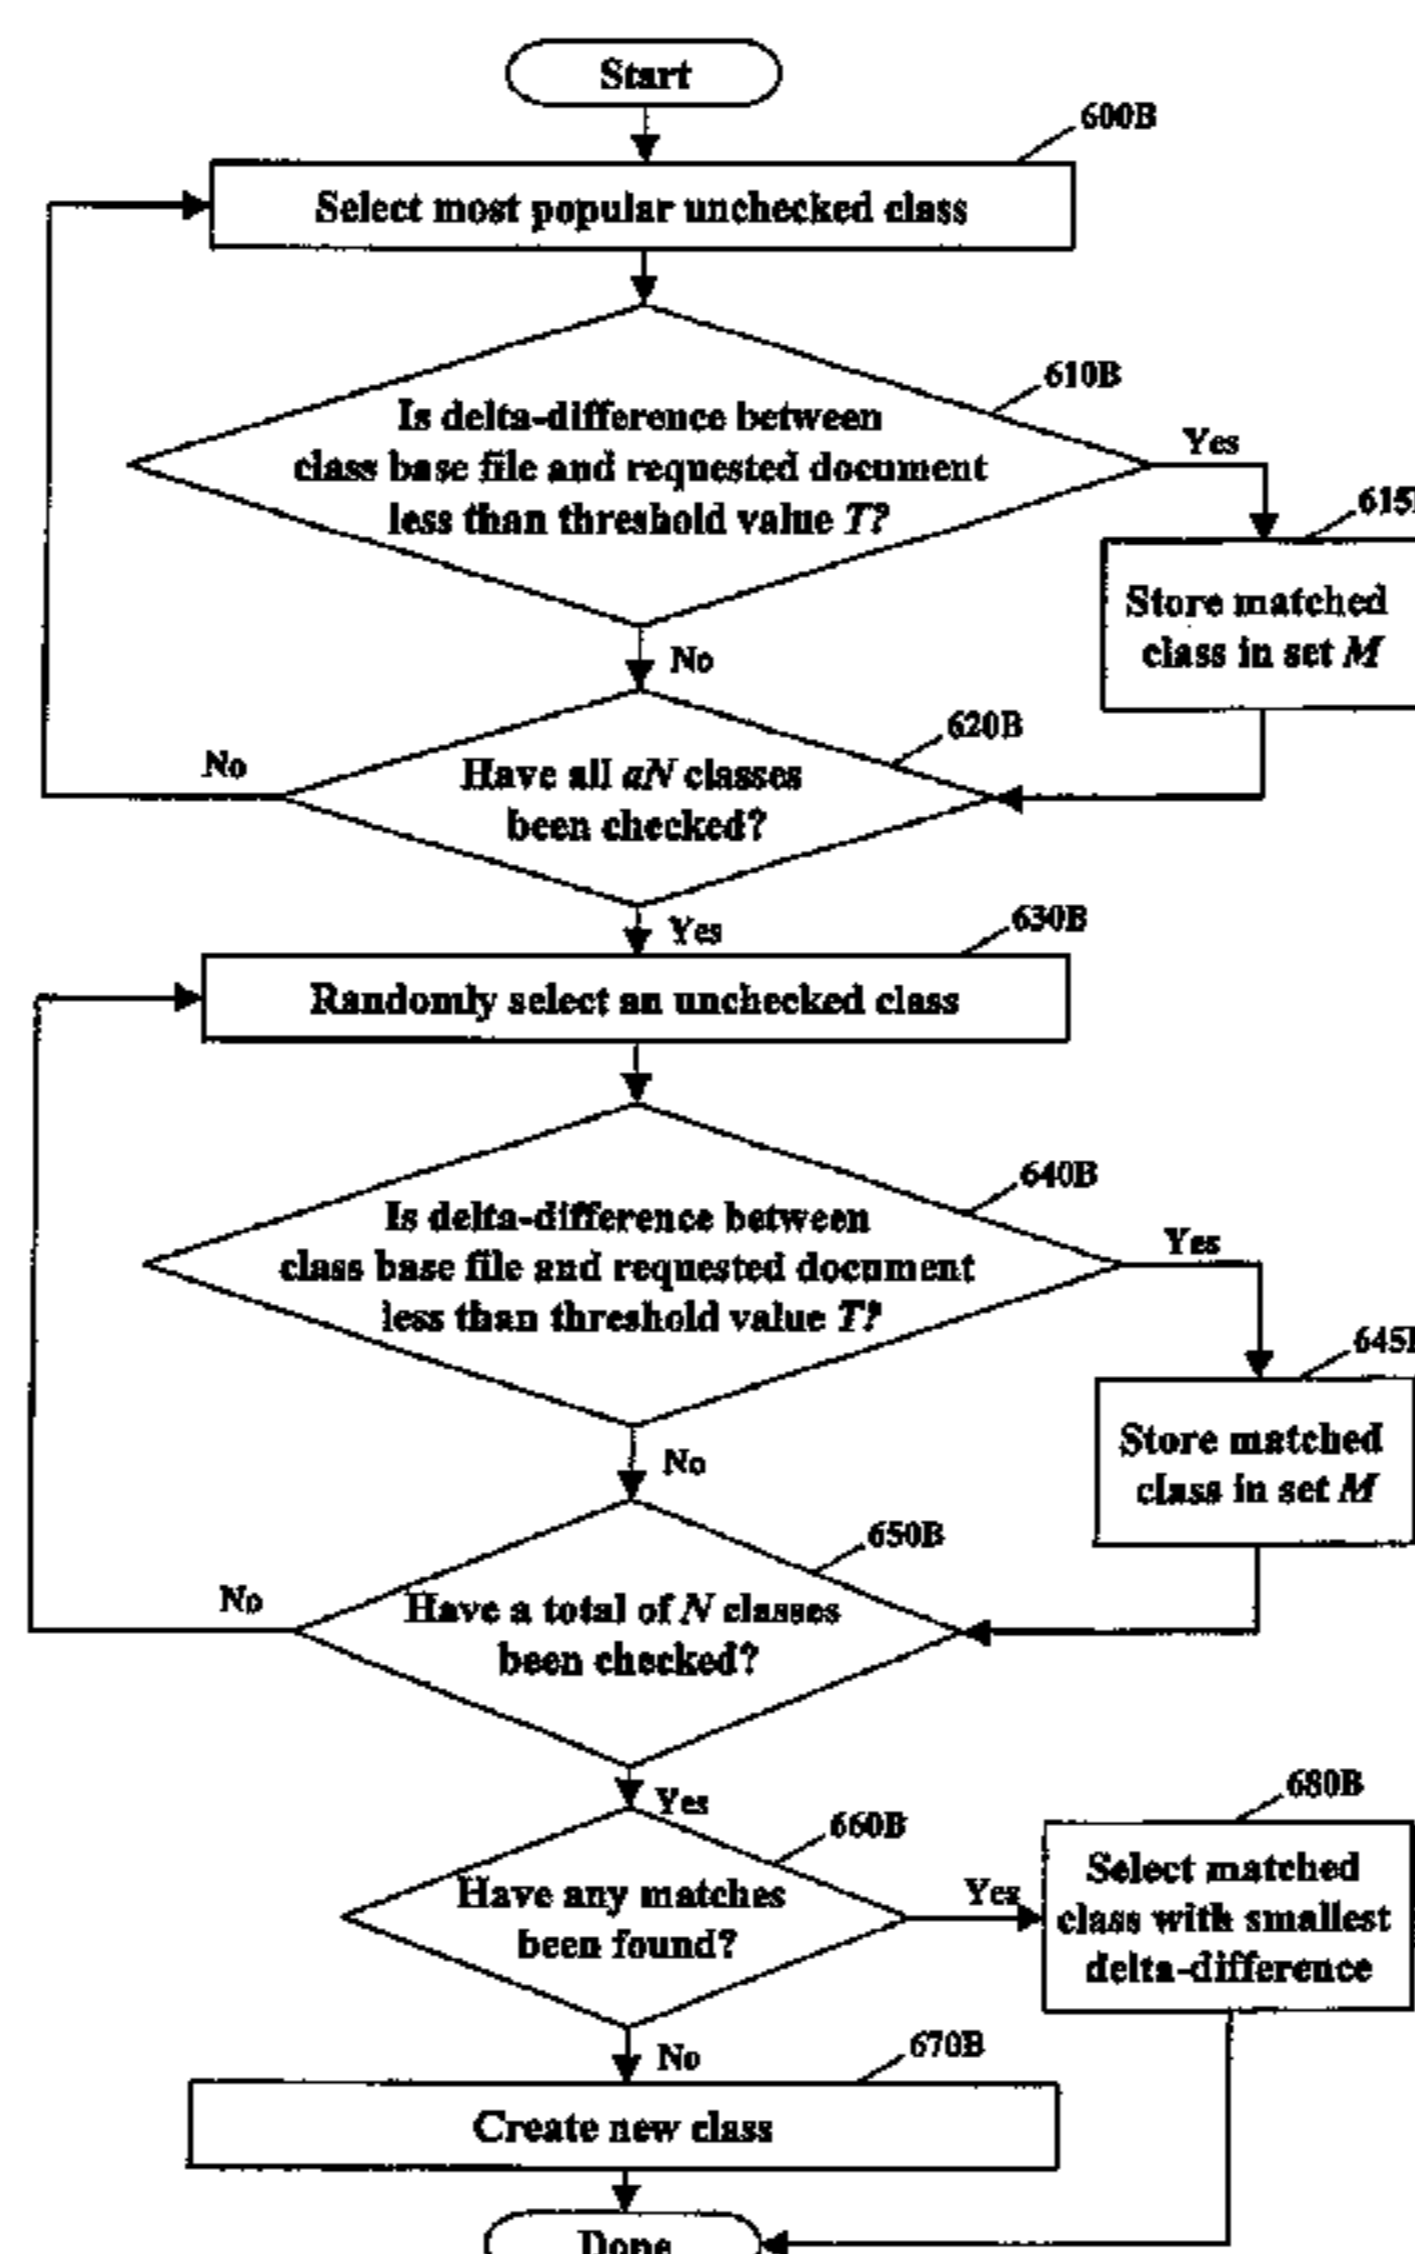 Start
600B
Select most popular unchecked class
610B
Is delta-difference between
class base file and requested document
less than threshold value T?
Yes
615
Store matched
class in set M
No
620B
No
Have all aN classes
been checked?
Yes
630B
Randomly select an unchecked class
640B
Is delta-difference between
class base file and requested document
less than threshold value T?
Yes
645
Store matched
class in set M
No
650B
No
Have a total of N classes
been checked?
Yes
660B
Have any matches
been found?
Yes
680B
Select matched
class with smallest
delta-difference
No
670B
Create new class
Done